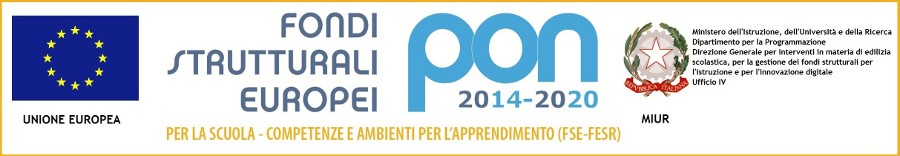 UNIONE EUROPEA
FONDI
STRUTTURALI
EUROPEI
pon
2014-2020
PER LA SCUOLA - COMPETENZE E AMBIENTI PER L'APPRENDIMENTO (FSE-FESR)
REPVBBLICA ITALIANA
MIUR
Ministero dell'Istruzione, dell'Università e della Ricerca
Dipartimento per la Programmazione
Direzione Generale per interventi in materia di edilizia
scolastica, per la gestione dei fondi strutturali per
l'istruzione e per l'innovazione digitale
Ufficio IV